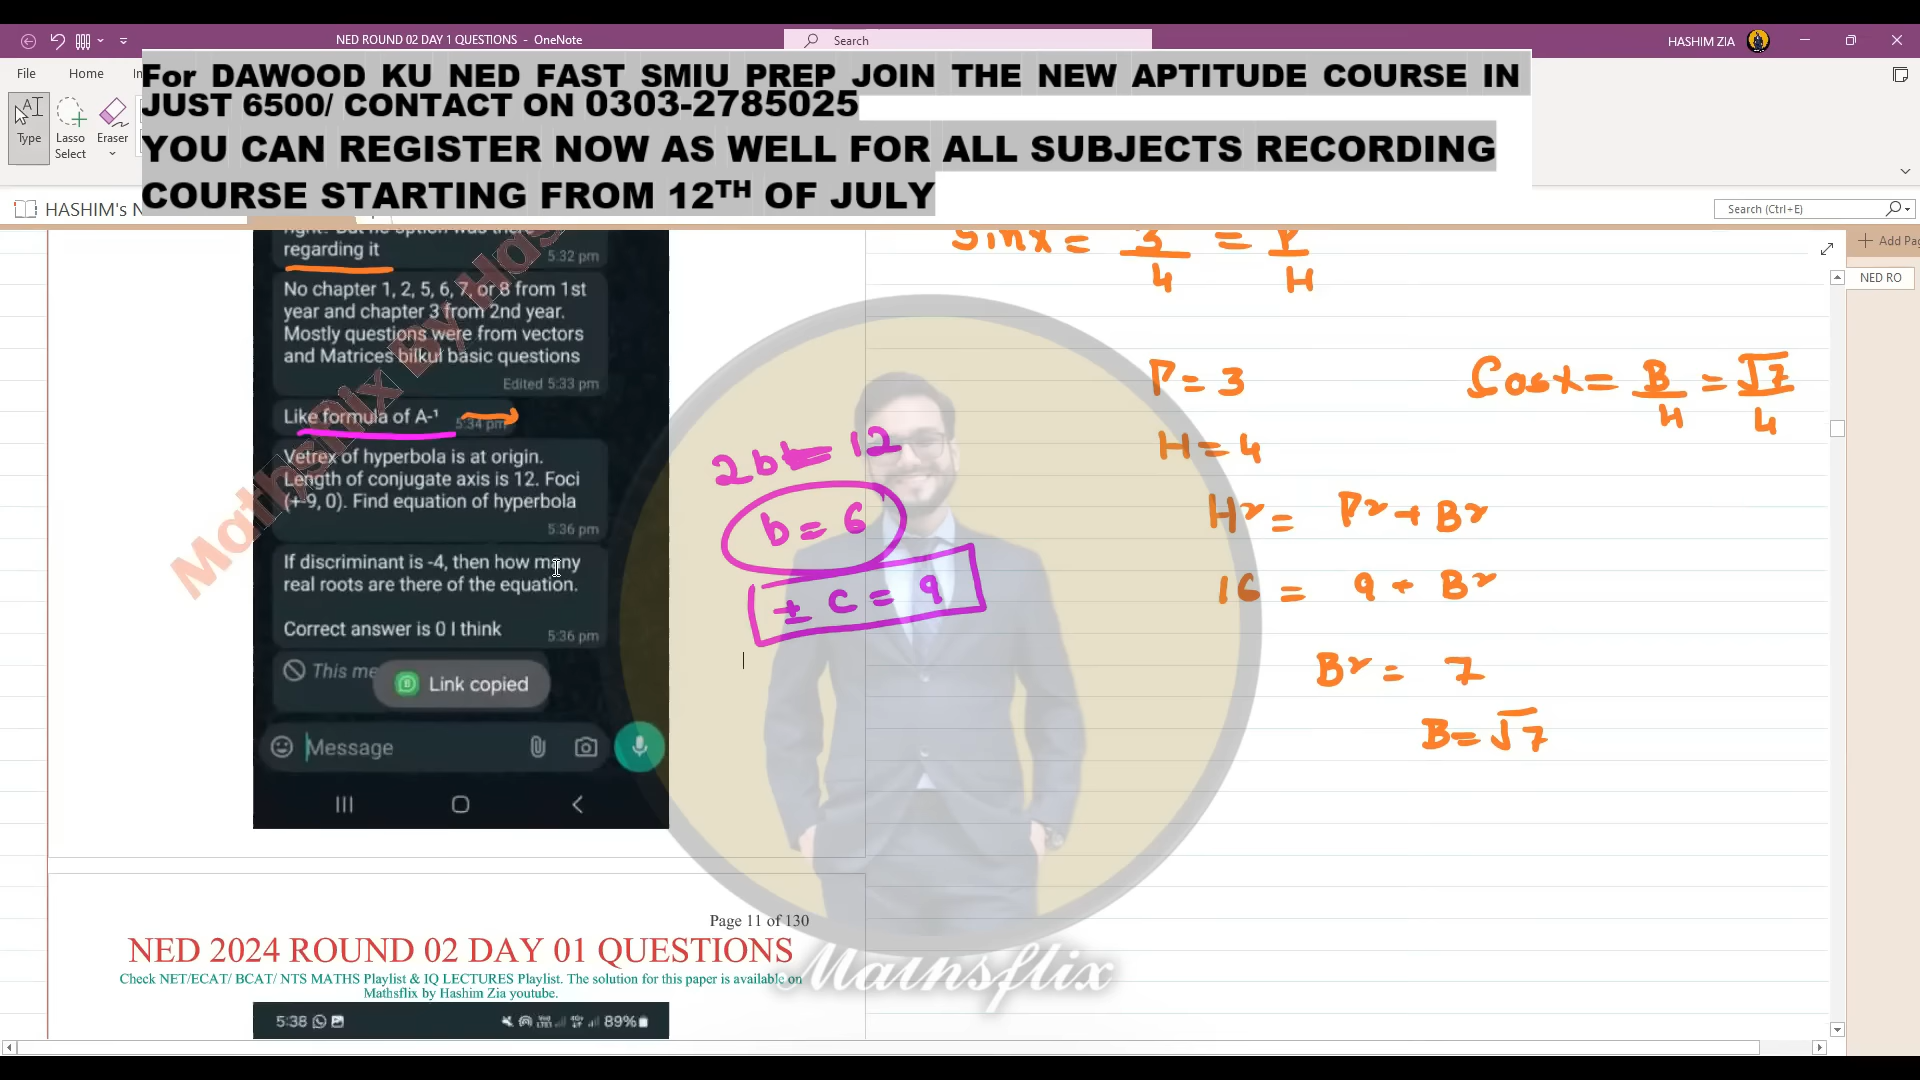 NED ROUND 02 DAY 1 QUESTIONS - OneNote
Search
HASHIM ZIA
File
Home
For DAWOOD KU NED FAST SMIU PREP JOIN THE NEW APTITUDE COURSE IN
JUST 6500/ CONTACT ON 0303-2785025
YOU CAN REGISTER NOW AS WELL FOR ALL SUBJECTS RECORDING
COURSE STARTING FROM 12TH OF JULY
Type
Lasso
Select
Eraser
HASHIM's N
Search (Ctrl+E)
Add Pag
NED RO
regarding it
5:32 pm
No chapter 1, 2, 5, 6, 7, or 8 from 1st
year and chapter 3 from 2nd year.
Mostly questions were from vectors
and Matrices bilkul basic questions
Edited 5:33 pm
Like formula of A-¹
5:34 pm
Vetrex of hyperbola is at origin.
Length of conjugate axis is 12. Foci
(+-9, 0). Find equation of hyperbola
5:36 pm
If discriminant is -4, then how many
real roots are there of the equation.
Correct answer is 0 I think
5:36 pm
This me
Link copied
Message
Mathsflix By Has
2b = 12
b = 6
± c = 9
Sinx = 3/4 = P/H
P = 3
H = 4
Cosx = B/H = √7/4
H² = P² + B²
16 = 9 + B²
B² = 7
B = √7
Page 11 of 130
NED 2024 ROUND 02 DAY 01 QUESTIONS
Check NET/ECAT/ BCAT/ NTS MATHS Playlist & IQ LECTURES Playlist. The solution for this paper is available on
Mathsflix by Hashim Zia youtube.
5:38
89%
Mathsflix